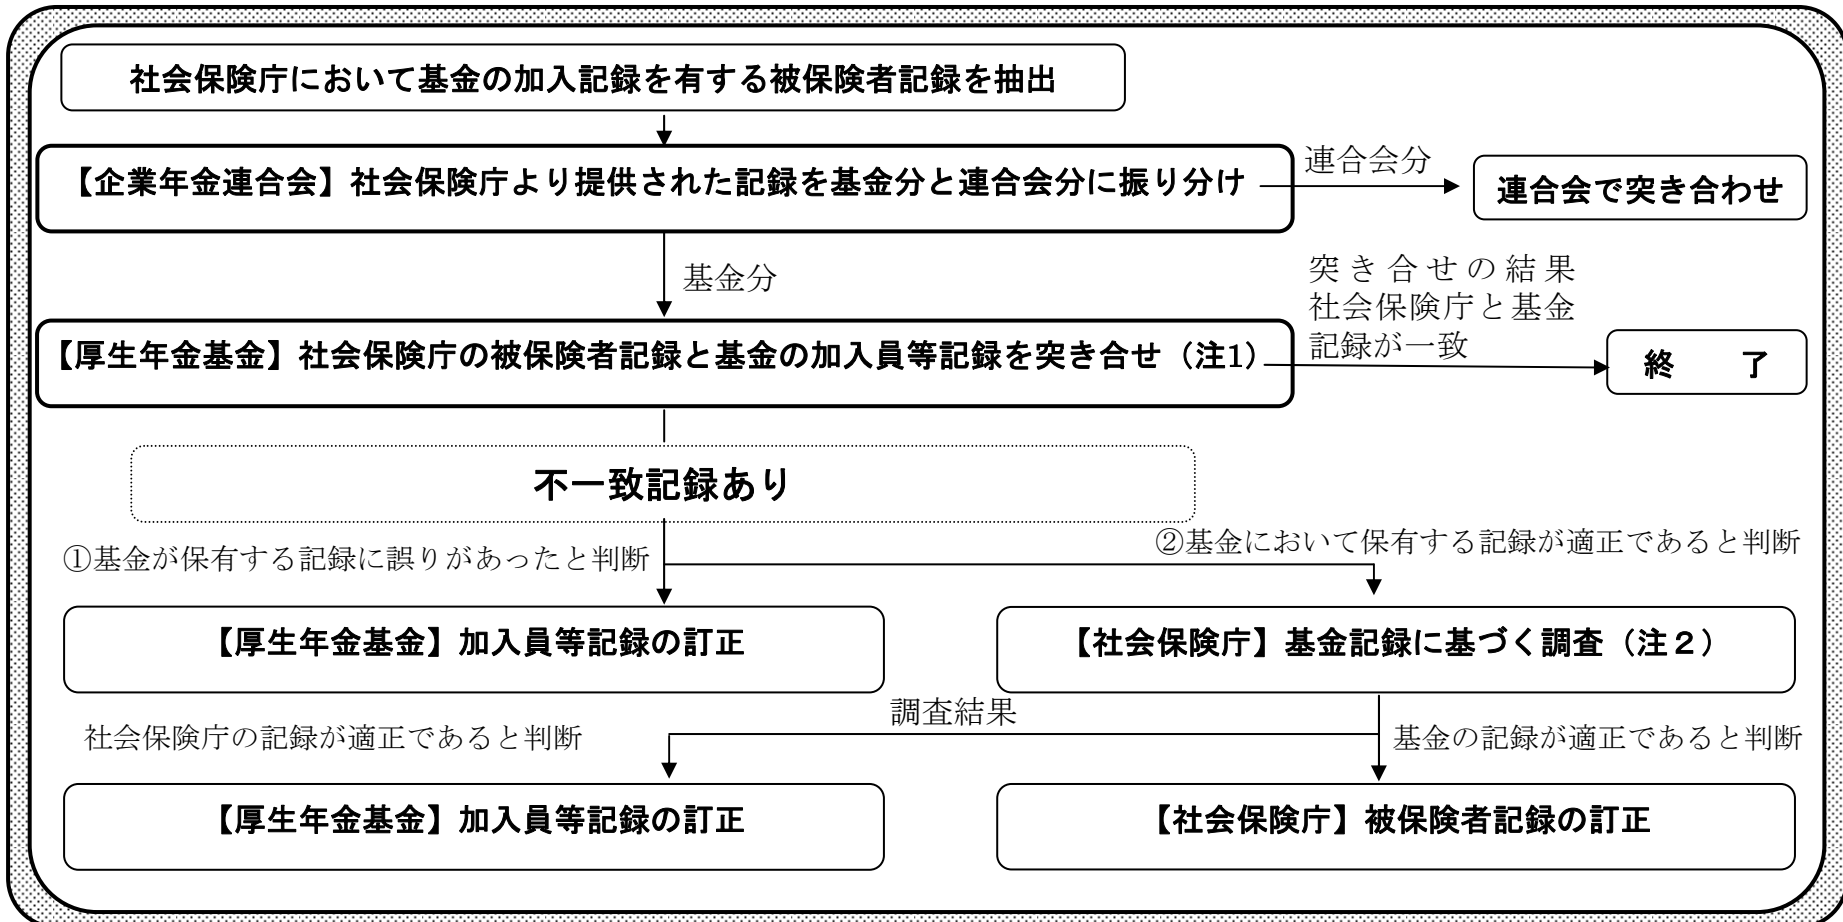 社会保険庁において基金の加入記録を有する被保険者記録を抽出
【企業年金連合会】社会保険庁より提供された記録を基金分と連合会分に振り分け
連合会分
連合会で突き合わせ
基金分
突き合せの結果
社会保険庁と基金
記録が一致
【厚生年金基金】社会保険庁の被保険者記録と基金の加入員等記録を突き合せ（注1）
終　了
不一致記録あり
①基金が保有する記録に誤りがあったと判断
②基金において保有する記録が適正であると判断
【厚生年金基金】加入員等記録の訂正
【社会保険庁】基金記録に基づく調査（注２）
調査結果
社会保険庁の記録が適正であると判断
基金の記録が適正であると判断
【厚生年金基金】加入員等記録の訂正
【社会保険庁】被保険者記録の訂正